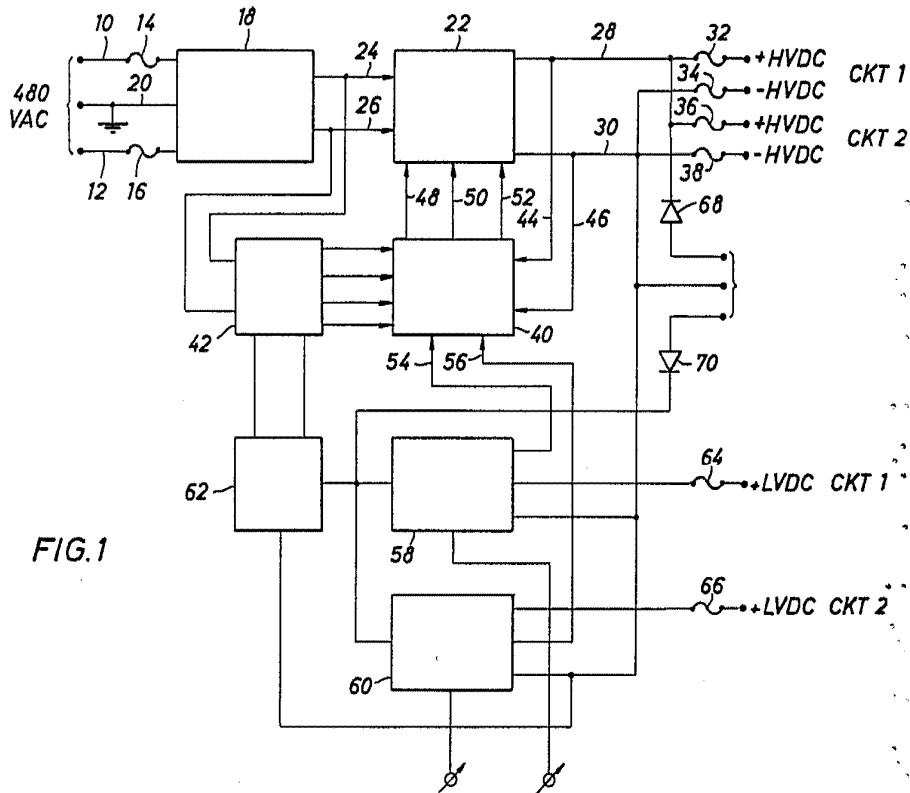 10 14 18 24 22 28 32
+HVDC
CKT 1
34
-HVDC
480
VAC
20
36
+HVDC
26
CKT 2
30
-HVDC
12 16
38
48 50 52
44 46
68
42
40
54 56
70
62
58
64
+LVDC CKT 1
FIG.1
66
+LVDC CKT 2
60